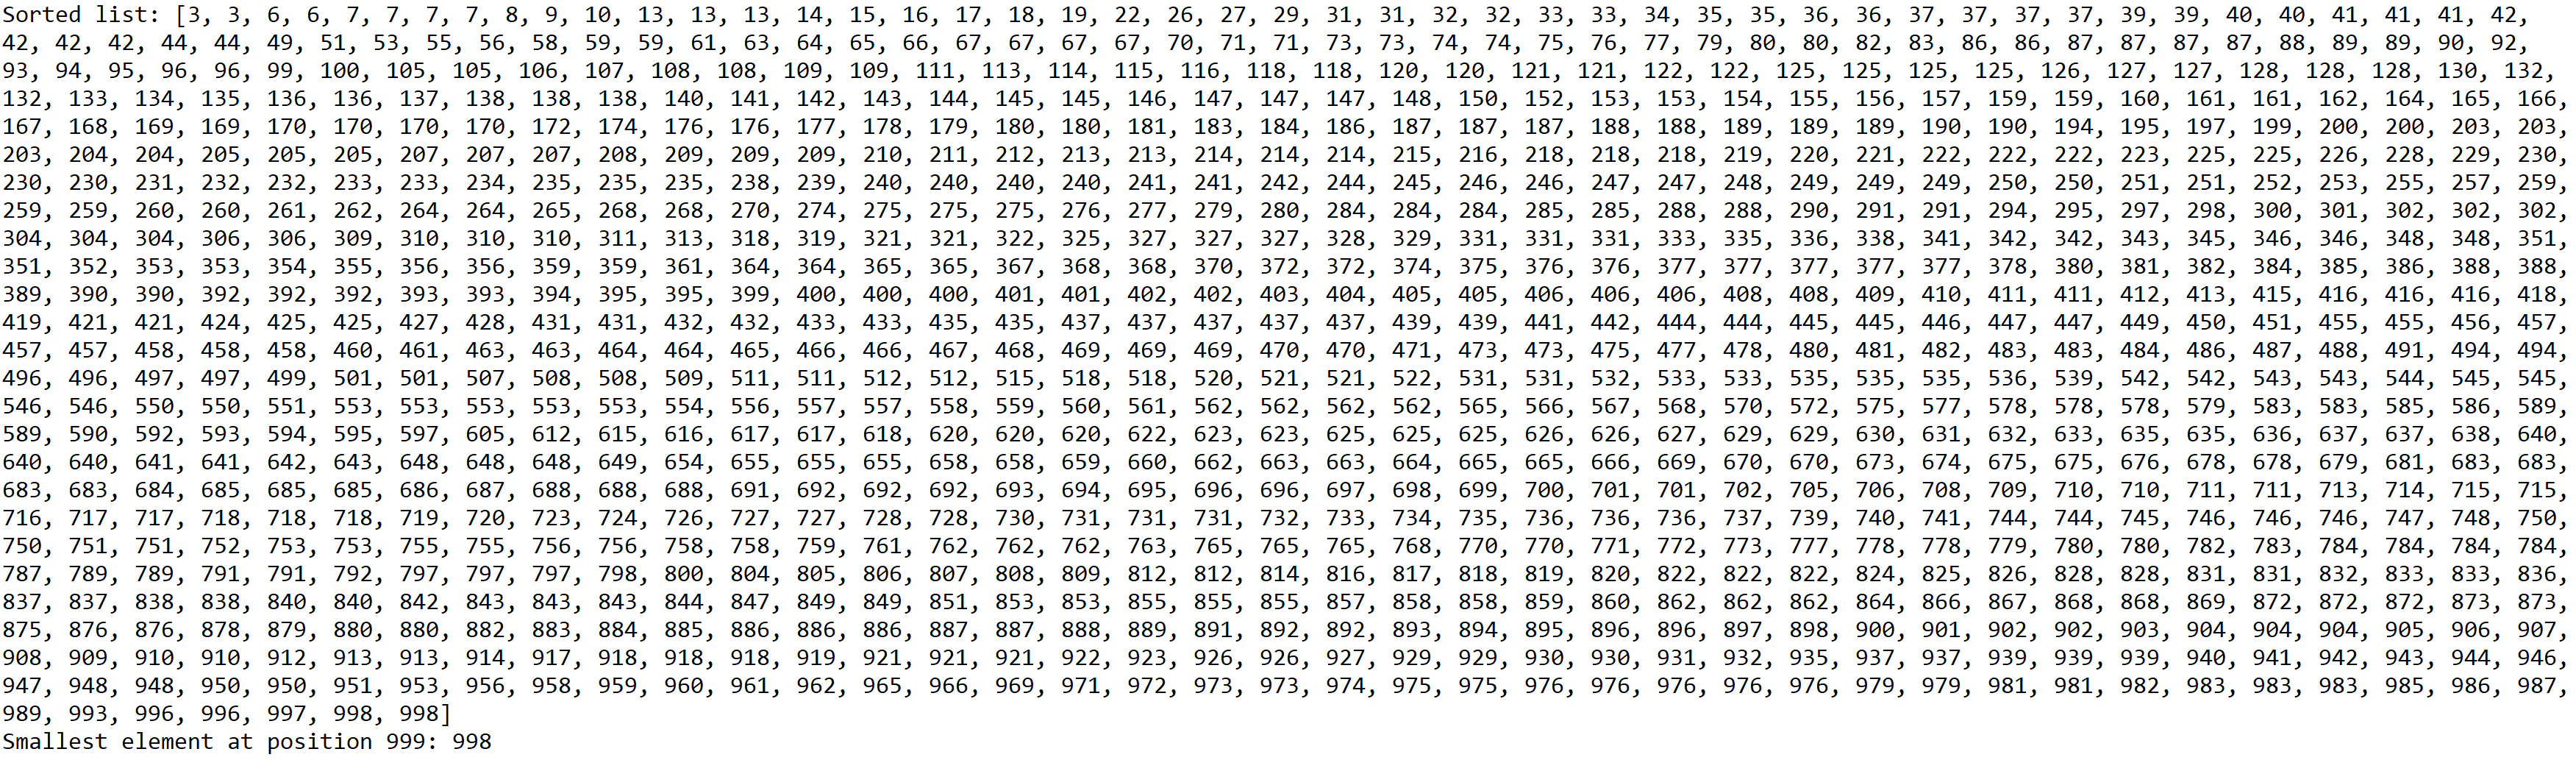 Sorted list: [3, 3, 6, 6, 7, 7, 7, 7, 8, 9, 10, 13, 13, 13, 14, 15, 16, 17, 18, 19, 22, 26, 27, 29, 31, 31, 32, 32, 33, 33, 34, 35, 35, 36, 36, 37, 37, 37, 37, 39, 39, 40, 40, 41, 41, 41, 42,
42, 42, 42, 44, 44, 49, 51, 53, 55, 56, 58, 59, 59, 61, 63, 64, 65, 66, 67, 67, 67, 67, 70, 71, 71, 73, 73, 74, 74, 75, 76, 77, 79, 80, 80, 82, 83, 86, 86, 87, 87, 87, 87, 88, 89, 89, 90, 92,
93, 94, 95, 96, 96, 99, 100, 105, 105, 106, 107, 108, 108, 109, 109, 111, 113, 114, 115, 116, 118, 118, 120, 120, 121, 121, 122, 122, 125, 125, 125, 125, 126, 127, 127, 128, 128, 128, 130, 132,
132, 133, 134, 135, 136, 136, 137, 138, 138, 138, 140, 141, 142, 143, 144, 145, 145, 146, 147, 147, 147, 148, 150, 152, 153, 153, 154, 155, 156, 157, 159, 159, 160, 161, 161, 162, 164, 165, 166,
167, 168, 169, 169, 170, 170, 170, 170, 172, 174, 176, 176, 177, 178, 179, 180, 180, 181, 183, 184, 186, 187, 187, 187, 188, 188, 189, 189, 189, 190, 190, 194, 195, 197, 199, 200, 200, 203, 203,
203, 204, 204, 205, 205, 205, 207, 207, 207, 208, 209, 209, 209, 210, 211, 212, 213, 213, 214, 214, 214, 215, 216, 218, 218, 218, 219, 220, 221, 222, 222, 222, 223, 225, 225, 226, 228, 229, 230,
230, 230, 231, 232, 232, 233, 233, 234, 235, 235, 235, 238, 239, 240, 240, 240, 240, 241, 241, 242, 244, 245, 246, 246, 247, 247, 248, 249, 249, 249, 250, 250, 251, 251, 252, 253, 255, 257, 259,
259, 259, 260, 260, 261, 262, 264, 264, 265, 268, 268, 270, 274, 275, 275, 275, 276, 277, 279, 280, 284, 284, 284, 285, 285, 288, 288, 290, 291, 291, 294, 295, 297, 298, 300, 301, 302, 302, 302,
304, 304, 304, 306, 306, 309, 310, 310, 310, 311, 313, 318, 319, 321, 321, 322, 325, 327, 327, 327, 328, 329, 331, 331, 331, 333, 335, 336, 338, 341, 342, 342, 343, 345, 346, 346, 348, 348, 351,
351, 352, 353, 353, 354, 355, 356, 356, 359, 359, 361, 364, 364, 365, 365, 367, 368, 368, 370, 372, 372, 374, 375, 376, 376, 377, 377, 377, 377, 377, 378, 380, 381, 382, 384, 385, 386, 388, 388,
389, 390, 390, 392, 392, 392, 393, 393, 394, 395, 395, 399, 400, 400, 400, 401, 401, 402, 402, 403, 404, 405, 405, 406, 406, 406, 408, 408, 409, 410, 411, 411, 412, 413, 415, 416, 416, 416, 418,
419, 421, 421, 424, 425, 425, 427, 428, 431, 431, 432, 432, 433, 433, 435, 435, 437, 437, 437, 437, 437, 439, 439, 441, 442, 444, 444, 445, 445, 446, 447, 447, 449, 450, 451, 455, 455, 456, 457,
457, 457, 458, 458, 458, 460, 461, 463, 463, 464, 464, 465, 466, 466, 467, 468, 469, 469, 469, 470, 470, 471, 473, 473, 475, 477, 478, 480, 481, 482, 483, 483, 484, 486, 487, 488, 491, 494, 494,
496, 496, 497, 497, 499, 501, 501, 507, 508, 508, 509, 511, 511, 512, 512, 515, 518, 518, 520, 521, 521, 522, 531, 531, 532, 533, 533, 535, 535, 535, 536, 539, 542, 542, 543, 543, 544, 545, 545,
546, 546, 550, 550, 551, 553, 553, 553, 553, 553, 554, 556, 557, 557, 558, 559, 560, 561, 562, 562, 562, 562, 565, 566, 567, 568, 570, 572, 575, 577, 578, 578, 578, 579, 583, 583, 585, 586, 589,
589, 590, 592, 593, 594, 595, 597, 605, 612, 615, 616, 617, 617, 618, 620, 620, 620, 622, 623, 623, 625, 625, 625, 626, 626, 627, 629, 629, 630, 631, 632, 633, 635, 635, 636, 637, 637, 638, 640,
640, 640, 641, 641, 642, 643, 648, 648, 648, 649, 654, 655, 655, 655, 658, 658, 659, 660, 662, 663, 663, 664, 665, 665, 666, 669, 670, 670, 673, 674, 675, 675, 676, 678, 678, 679, 681, 683, 683,
683, 683, 684, 685, 685, 685, 686, 687, 688, 688, 688, 691, 692, 692, 692, 693, 694, 695, 696, 696, 697, 698, 699, 700, 701, 701, 702, 705, 706, 708, 709, 710, 710, 711, 711, 713, 714, 715, 715,
716, 717, 717, 718, 718, 718, 719, 720, 723, 724, 726, 727, 727, 728, 728, 730, 731, 731, 731, 732, 733, 734, 735, 736, 736, 736, 737, 739, 740, 741, 744, 744, 745, 746, 746, 746, 747, 748, 750,
750, 751, 751, 752, 753, 753, 755, 755, 756, 756, 758, 758, 759, 761, 762, 762, 762, 763, 765, 765, 765, 768, 770, 770, 771, 772, 773, 777, 778, 778, 779, 780, 780, 782, 783, 784, 784, 784, 784,
787, 789, 789, 791, 791, 792, 797, 797, 797, 798, 800, 804, 805, 806, 807, 808, 809, 812, 812, 814, 816, 817, 818, 819, 820, 822, 822, 822, 824, 825, 826, 828, 828, 831, 831, 832, 833, 833, 836,
837, 837, 838, 838, 840, 840, 842, 843, 843, 843, 844, 847, 849, 849, 851, 853, 853, 855, 855, 855, 857, 858, 858, 859, 860, 862, 862, 862, 864, 866, 867, 868, 868, 869, 872, 872, 872, 873, 873,
875, 876, 876, 878, 879, 880, 880, 882, 883, 884, 885, 886, 886, 886, 887, 887, 888, 889, 891, 892, 892, 893, 894, 895, 896, 896, 897, 898, 900, 901, 902, 902, 903, 904, 904, 904, 905, 906, 907,
908, 909, 910, 910, 912, 913, 913, 914, 917, 918, 918, 918, 919, 921, 921, 921, 922, 923, 926, 926, 927, 929, 929, 930, 930, 931, 932, 935, 937, 937, 939, 939, 939, 940, 941, 942, 943, 944, 946,
947, 948, 948, 950, 950, 951, 953, 956, 958, 959, 960, 961, 962, 965, 966, 969, 971, 972, 973, 973, 974, 975, 975, 976, 976, 976, 976, 976, 979, 979, 981, 981, 982, 983, 983, 983, 985, 986, 987,
989, 993, 996, 996, 997, 998, 998]
Smallest element at position 999: 998